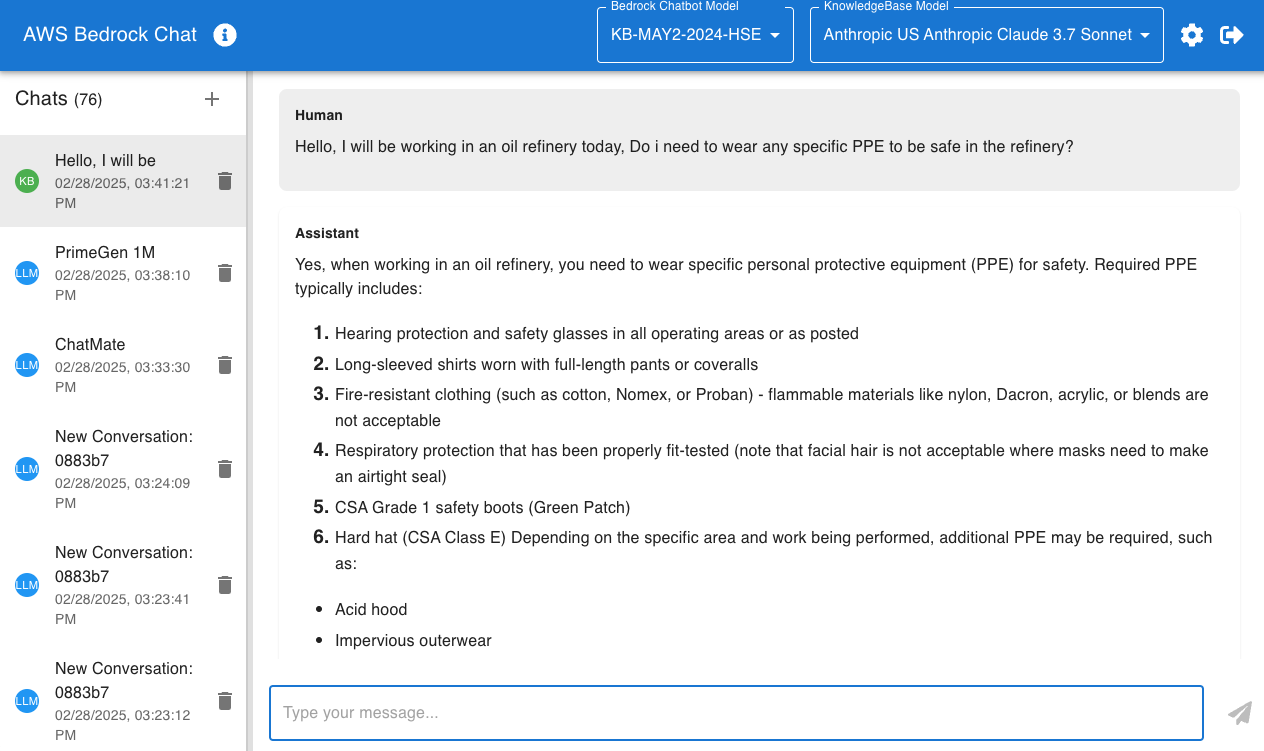 AWS Bedrock Chat
Bedrock Chatbot Model
KB-MAY2-2024-HSE
KnowledgeBase Model
Anthropic US Anthropic Claude 3.7 Sonnet
Chats (76)
Hello, I will be
KB
02/28/2025, 03:41:21
PM
PrimeGen 1M
LLM
02/28/2025, 03:38:10
PM
ChatMate
LLM
02/28/2025, 03:33:30
PM
New Conversation:
0883b7
LLM
02/28/2025, 03:24:09
PM
New Conversation:
0883b7
LLM
02/28/2025, 03:23:41
PM
New Conversation:
0883b7
LLM
02/28/2025, 03:23:12
PM
Human
Hello, I will be working in an oil refinery today, Do i need to wear any specific PPE to be safe in the refinery?
Assistant
Yes, when working in an oil refinery, you need to wear specific personal protective equipment (PPE) for safety. Required PPE
typically includes:
1. Hearing protection and safety glasses in all operating areas or as posted
2. Long-sleeved shirts worn with full-length pants or coveralls
3. Fire-resistant clothing (such as cotton, Nomex, or Proban) - flammable materials like nylon, Dacron, acrylic, or blends are
not acceptable
4. Respiratory protection that has been properly fit-tested (note that facial hair is not acceptable where masks need to make
an airtight seal)
5. CSA Grade 1 safety boots (Green Patch)
6. Hard hat (CSA Class E) Depending on the specific area and work being performed, additional PPE may be required, such
as:
• Acid hood
• Impervious outerwear
Type your message...